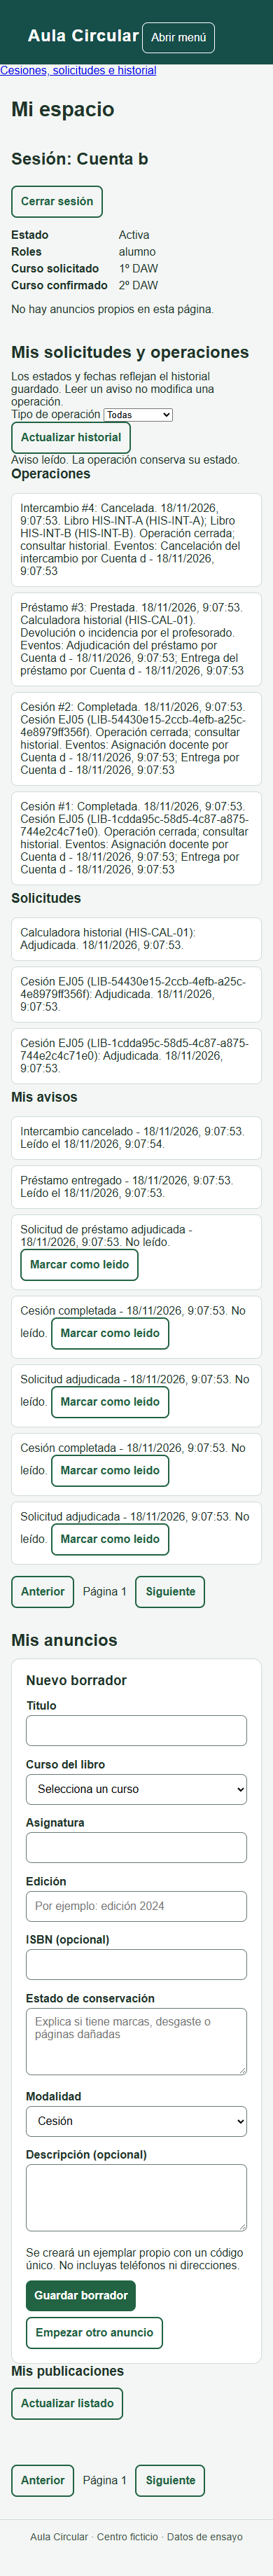 Aula Circular
Abrir menú
Cesiones, solicitudes e historial
Mi espacio
Sesión: Cuenta b
Cerrar sesión
Estado Activa
Roles alumno
Curso solicitado 1º DAW
Curso confirmado 2º DAW
No hay anuncios propios en esta página.
Mis solicitudes y operaciones
Los estados y fechas reflejan el historial
guardado. Leer un aviso no modifica una
operación.
Tipo de operación Todas
Actualizar historial
Aviso leído. La operación conserva su estado.
Operaciones
Intercambio #4: Cancelada. 18/11/2026,
9:07:53. Libro HIS-INT-A (HIS-INT-A); Libro
HIS-INT-B (HIS-INT-B). Operación cerrada;
consultar historial. Eventos: Cancelación del
intercambio por Cuenta d - 18/11/2026,
9:07:53
Préstamo #3: Prestada. 18/11/2026, 9:07:53.
Calculadora historial (HIS-CAL-01).
Devolución o incidencia por el profesorado.
Eventos: Adjudicación del préstamo por
Cuenta d - 18/11/2026, 9:07:53; Entrega del
préstamo por Cuenta d - 18/11/2026, 9:07:53
Cesión #2: Completada. 18/11/2026, 9:07:53.
Cesión EJ05 (LIB-54430e15-2ccb-4efb-a25c-
4e8979ff356f). Operación cerrada; consultar
historial. Eventos: Asignación docente por
Cuenta d - 18/11/2026, 9:07:53; Entrega por
Cuenta d - 18/11/2026, 9:07:53
Cesión #1: Completada. 18/11/2026, 9:07:53.
Cesión EJ05 (LIB-1cdda95c-58d5-4c87-a875-
744e2c4c71e0). Operación cerrada; consultar
historial. Eventos: Asignación docente por
Cuenta d - 18/11/2026, 9:07:53; Entrega por
Cuenta d - 18/11/2026, 9:07:53
Solicitudes
Calculadora historial (HIS-CAL-01):
Adjudicada. 18/11/2026, 9:07:53.
Cesión EJ05 (LIB-54430e15-2ccb-4efb-a25c-
4e8979ff356f): Adjudicada. 18/11/2026,
9:07:53.
Cesión EJ05 (LIB-1cdda95c-58d5-4c87-a875-
744e2c4c71e0): Adjudicada. 18/11/2026,
9:07:53.
Mis avisos
Intercambio cancelado - 18/11/2026, 9:07:53.
Leído el 18/11/2026, 9:07:54.
Préstamo entregado - 18/11/2026, 9:07:53.
Leído el 18/11/2026, 9:07:53.
Solicitud de préstamo adjudicada -
18/11/2026, 9:07:53. No leído.
Marcar como leído
Cesión completada - 18/11/2026, 9:07:53. No
leído. Marcar como leído
Solicitud adjudicada - 18/11/2026, 9:07:53. No
leído. Marcar como leído
Cesión completada - 18/11/2026, 9:07:53. No
leído. Marcar como leído
Solicitud adjudicada - 18/11/2026, 9:07:53. No
leído. Marcar como leído
Anterior Página 1 Siguiente
Mis anuncios
Nuevo borrador
Título
Curso del libro
Selecciona un curso
Asignatura
Edición
Por ejemplo: edición 2024
ISBN (opcional)
Estado de conservación
Explica si tiene marcas, desgaste o
páginas dañadas
Modalidad
Cesión
Descripción (opcional)
Se creará un ejemplar propio con un código
único. No incluyas teléfonos ni direcciones.
Guardar borrador
Empezar otro anuncio
Mis publicaciones
Actualizar listado
Anterior Página 1 Siguiente
Aula Circular · Centro ficticio · Datos de ensayo